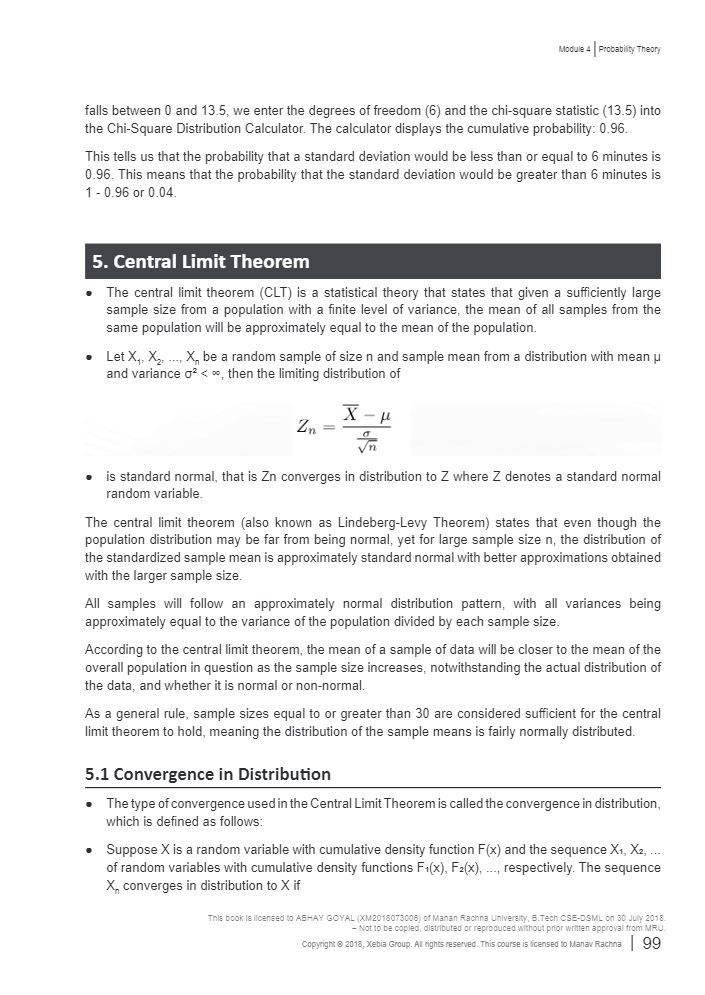 Module 4 | Probability Theory
falls between 0 and 13.5, we enter the degrees of freedom (6) and the chi-square statistic (13.5) into
the Chi-Square Distribution Calculator. The calculator displays the cumulative probability: 0.96.
This tells us that the probability that a standard deviation would be less than or equal to 6 minutes is
0.96. This means that the probability that the standard deviation would be greater than 6 minutes is
1 - 0.96 or 0.04.
5. Central Limit Theorem
● The central limit theorem (CLT) is a statistical theory that states that given a sufficiently large
sample size from a population with a finite level of variance, the mean of all samples from the
same population will be approximately equal to the mean of the population.
● Let X₁, X₂, ..., Xₙ be a random sample of size n and sample mean from a distribution with mean µ
and variance σ² < ∞, then the limiting distribution of
Zₙ = (X̅ − µ) / (σ/√n)
● is standard normal, that is Zn converges in distribution to Z where Z denotes a standard normal
random variable.
The central limit theorem (also known as Lindeberg-Levy Theorem) states that even though the
population distribution may be far from being normal, yet for large sample size n, the distribution of
the standardized sample mean is approximately standard normal with better approximations obtained
with the larger sample size.
All samples will follow an approximately normal distribution pattern, with all variances being
approximately equal to the variance of the population divided by each sample size.
According to the central limit theorem, the mean of a sample of data will be closer to the mean of the
overall population in question as the sample size increases, notwithstanding the actual distribution of
the data, and whether it is normal or non-normal.
As a general rule, sample sizes equal to or greater than 30 are considered sufficient for the central
limit theorem to hold, meaning the distribution of the sample means is fairly normally distributed.
5.1 Convergence in Distribution
● The type of convergence used in the Central Limit Theorem is called the convergence in distribution,
which is defined as follows:
● Suppose X is a random variable with cumulative density function F(x) and the sequence X₁, X₂, ...
of random variables with cumulative density functions F₁(x), F₂(x), ..., respectively. The sequence
Xₙ converges in distribution to X if
This book is licensed to ABHAY GOYAL (XM2018073006) of Manan Rachna University, B.Tech CSE-DSML on 30 July 2018.
– Not to be copied, distributed or reproduced without prior written approval from MRU.
Copyright © 2018, Xebia Group. All rights reserved. This course is licensed to Manav Rachna | 99